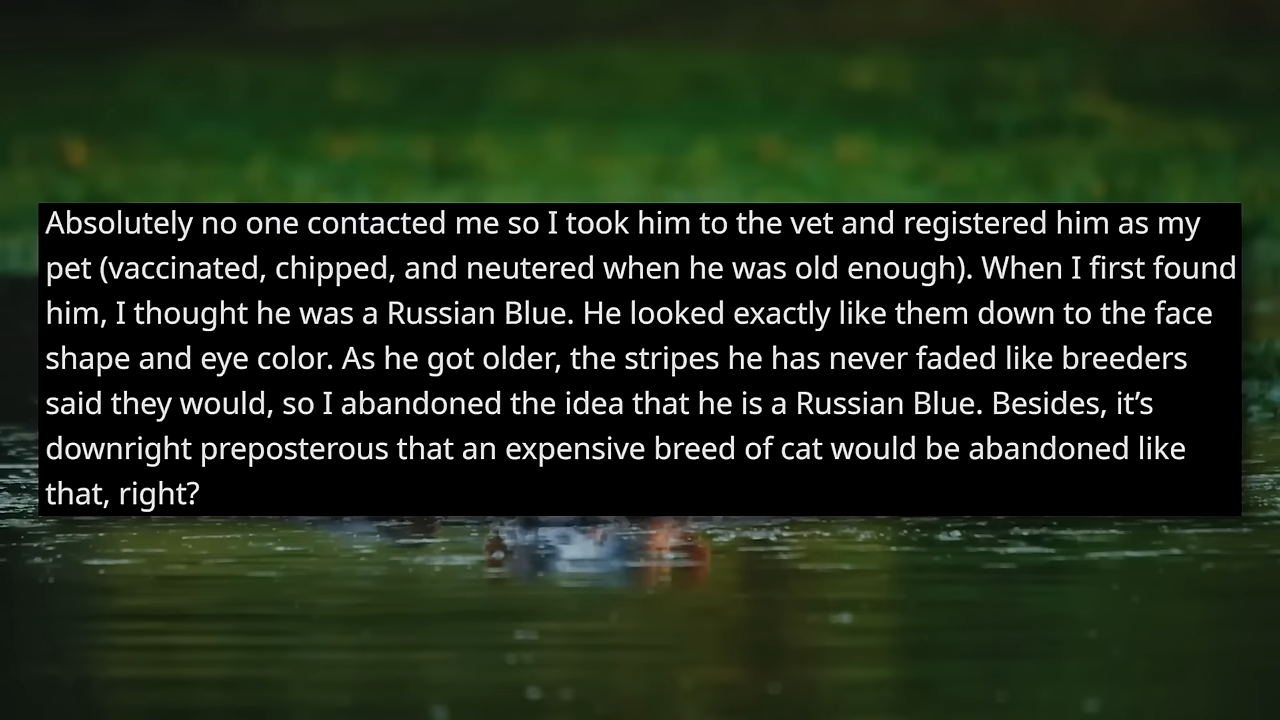 Absolutely no one contacted me so I took him to the vet and registered him as my
pet (vaccinated, chipped, and neutered when he was old enough). When I first found
him, I thought he was a Russian Blue. He looked exactly like them down to the face
shape and eye color. As he got older, the stripes he has never faded like breeders
said they would, so I abandoned the idea that he is a Russian Blue. Besides, it’s
downright preposterous that an expensive breed of cat would be abandoned like
that, right?